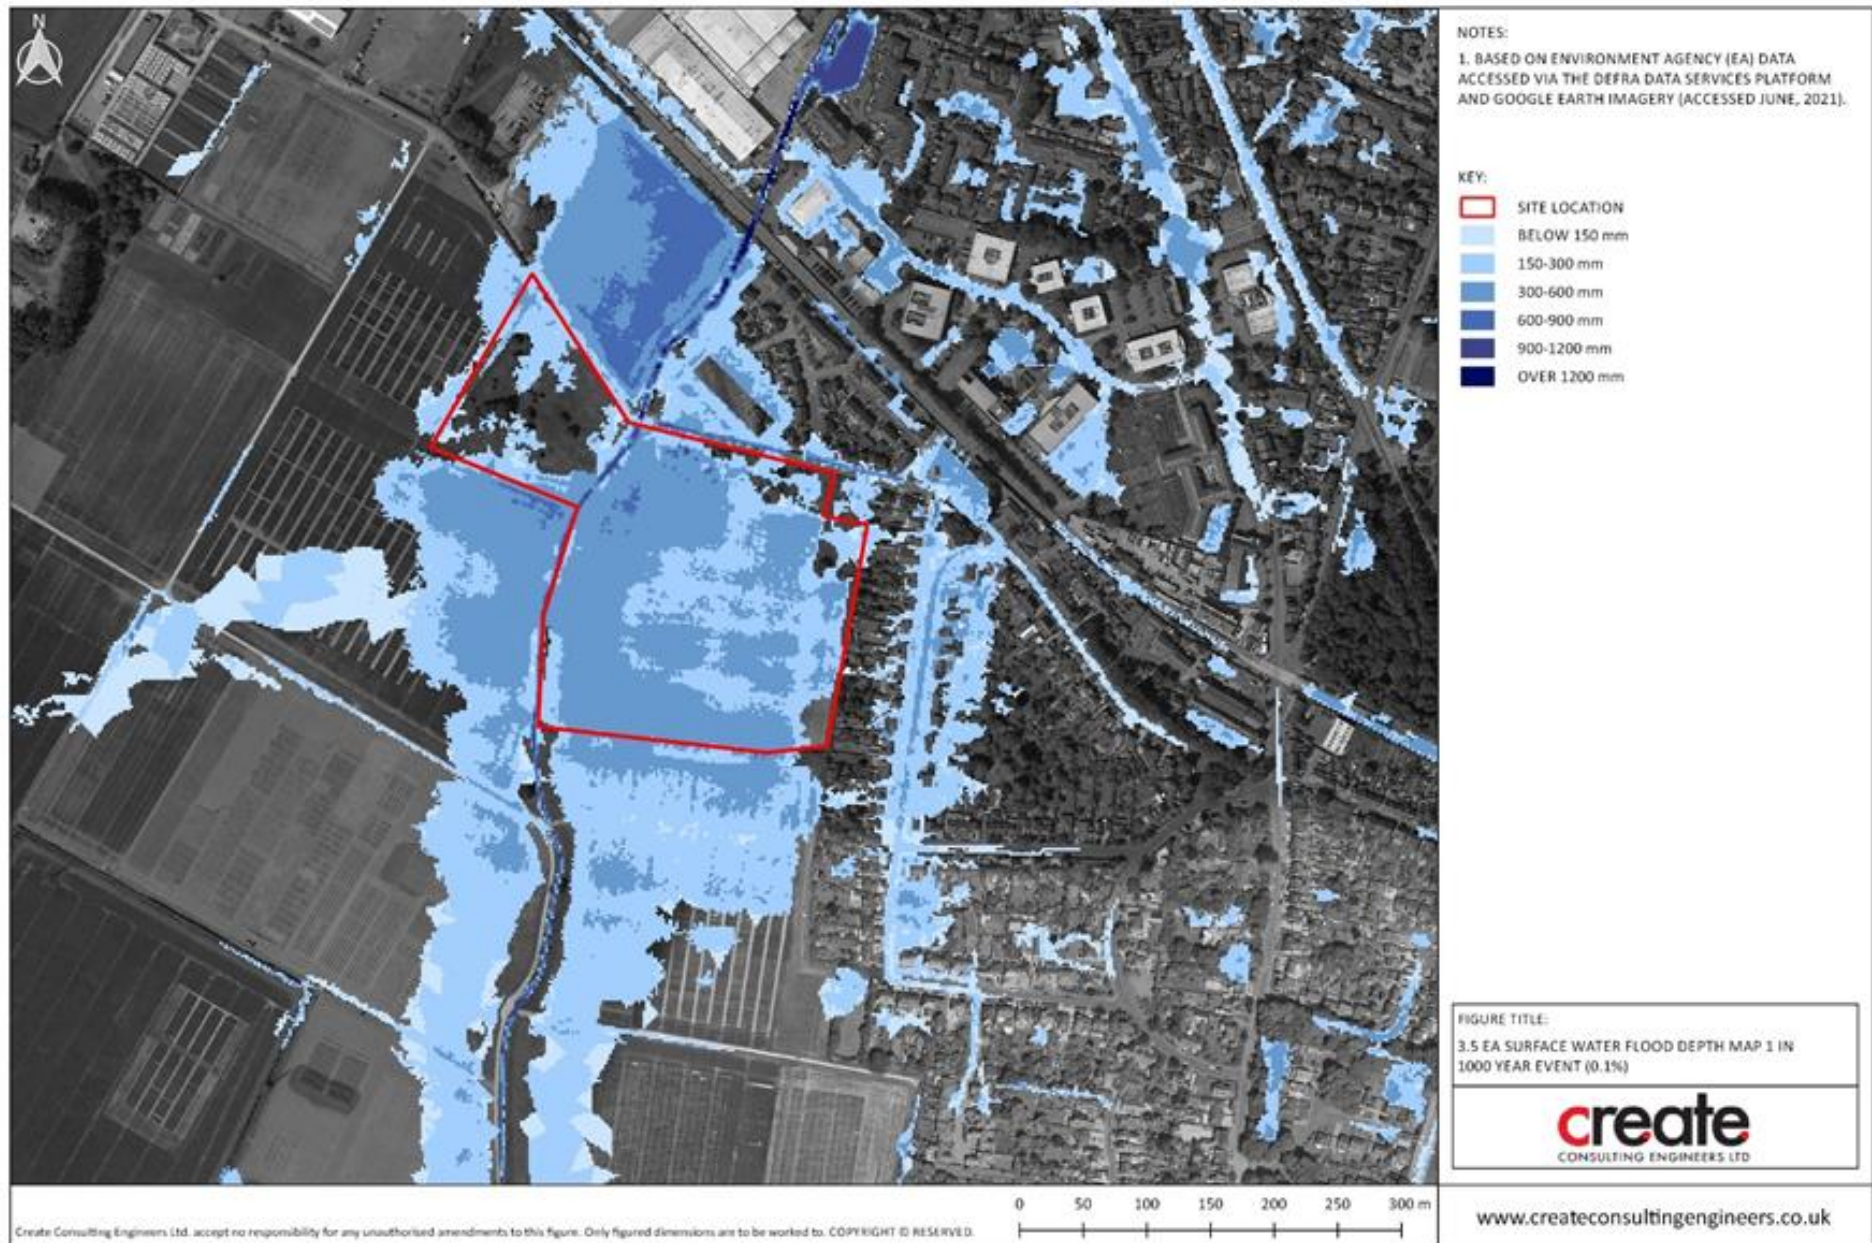 N
NOTES:
1. BASED ON ENVIRONMENT AGENCY (EA) DATA
ACCESSED VIA THE DEFRA DATA SERVICES PLATFORM
AND GOOGLE EARTH IMAGERY (ACCESSED JUNE, 2021).
KEY:
SITE LOCATION
BELOW 150 mm
150-300 mm
300-600 mm
600-900 mm
900-1200 mm
OVER 1200 mm
FIGURE TITLE:
3.5 EA SURFACE WATER FLOOD DEPTH MAP 1 IN
1000 YEAR EVENT (0.1%)
create
CONSULTING ENGINEERS LTD
0 50 100 150 200 250 300 m
Create Consulting Engineers Ltd. accept no responsibility for any unauthorised amendments to this figure. Only figured dimensions are to be worked to. COPYRIGHT © RESERVED.
www.createconsultingengineers.co.uk